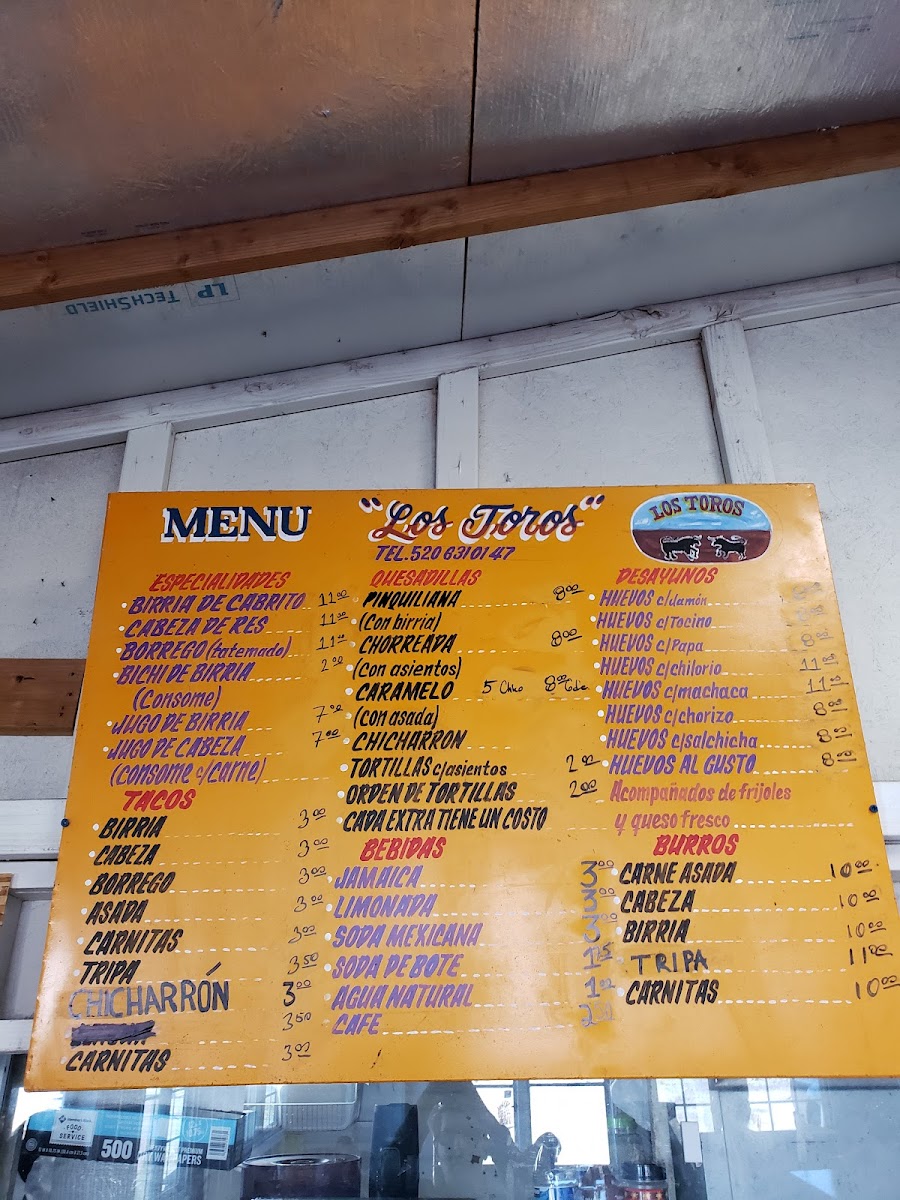 LP TECHSHIELD
MENU
"Los Toros"
LOS TOROS
TEL. 520 631 01 47
ESPECIALIDADES
BIRRIA DE CABRITO 11.00
CABEZA DE RES 11.00
BORREGO (tatemado) 11.00
BICHI DE BIRRIA 2.00
(Consome)
JUGO DE BIRRIA 7.00
JUGO DE CABEZA 7.00
(consome c/carne)
TACOS
BIRRIA 3.00
CABEZA 3.00
BORREGO 3.00
ASADA 3.00
CARNITAS 3.00
TRIPA 3.50
CHICHARRÓN 3.00
3.50
CARNITAS 3.00
QUESADILLAS
PINQUILIANA 8.00
(Con birria)
CHORREADA 8.00
(Con asientos)
CARAMELO 5 Chico 8.00
(con asada)
CHICHARRON
TORTILLAS c/asientos 2.00
ORDEN DE TORTILLAS 2.00
CADA EXTRA TIENE UN COSTO
BEBIDAS
JAMAICA 3.00
LIMONADA 3.00
SODA MEXICANA 3.00
SODA DE BOTE
AGUA NATURAL
CAFE
DESAYUNOS
HUEVOS c/Jamón
HUEVOS c/Tocino
HUEVOS c/Papa 8.00
HUEVOS c/chilorio 11.00
HUEVOS c/machaca 11.00
HUEVOS c/chorizo 8.00
HUEVOS c/salchicha 8.00
HUEVOS AL GUSTO 8.00
Acompañados de frijoles
y queso fresco
BURROS
CARNE ASADA 10.00
CABEZA 10.00
BIRRIA 10.00
TRIPA 11.00
CARNITAS 10.00
FOOD
SERVICE
500